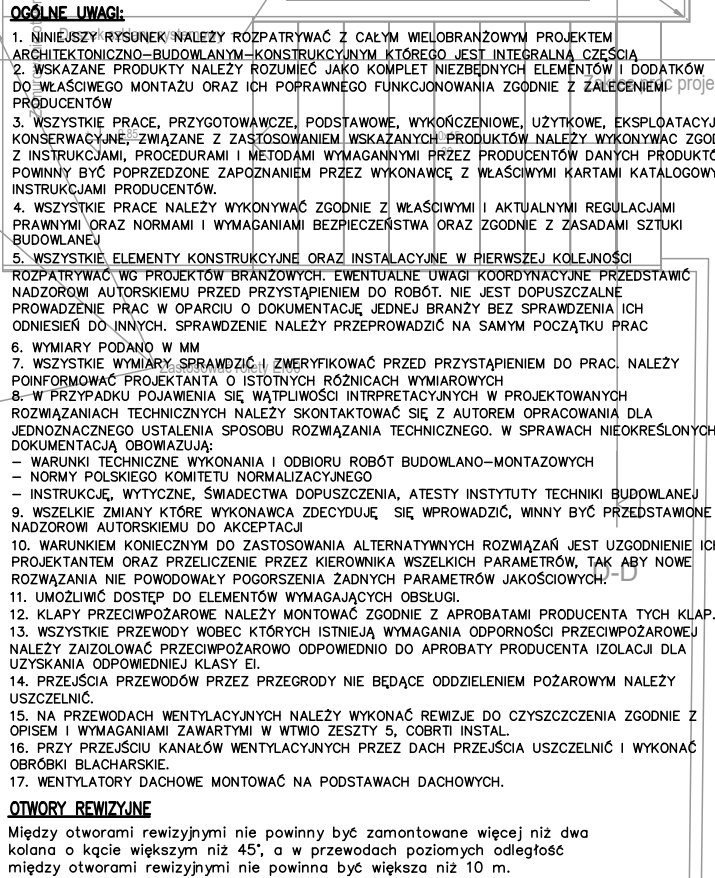 OGÓLNE UWAGI:
1. NINIEJSZY RYSUNEK NALEŻY ROZPATRYWAĆ Z CAŁYM WIELOBRANŻOWYM PROJEKTEM
ARCHITEKTONICZNO-BUDOWLANYM-KONSTRUKCYJNYM KTÓREGO JEST INTEGRALNĄ CZĘŚCIĄ
2. WSKAZANE PRODUKTY NALEŻY ROZUMIEĆ JAKO KOMPLET NIEZBĘDNYCH ELEMENTÓW I DODATKÓW
DO WŁAŚCIWEGO MONTAŻU ORAZ ICH POPRAWNEGO FUNKCJONOWANIA ZGODNIE Z ZALECENIEMI
PRODUCENTÓW
3. WSZYSTKIE PRACE, PRZYGOTOWAWCZE, PODSTAWOWE, WYKOŃCZENIOWE, UŻYTKOWE, EKSPLOATACYJ
KONSERWACYJNE, ZWIĄZANE Z ZASTOSOWANIEM WSKAZANYCH PRODUKTÓW NALEŻY WYKONYWAC ZGOD
Z INSTRUKCJAMI, PROCEDURAMI I METODAMI WYMAGANNYMI PRZEZ PRODUCENTÓW DANYCH PRODUKTÓ
POWINNY BYĆ POPRZEDZONE ZAPOZNANIEM PRZEZ WYKONAWCĘ Z WŁAŚCIWYMI KARTAMI KATALOGOWY
INSTRUKCJAMI PRODUCENTÓW.
4. WSZYSTKIE PRACE NALEŻY WYKONYWAĆ ZGODNIE Z WŁAŚCIWYMI I AKTUALNYMI REGULACJAMI
PRAWNYMI ORAZ NORMAMI I WYMAGANIAMI BEZPIECZEŃSTWA ORAZ ZGODNIE Z ZASADAMI SZTUKI
BUDOWLANEJ
5. WSZYSTKIE ELEMENTY KONSTRUKCYJNE ORAZ INSTALACYJNE W PIERWSZEJ KOLEJNOŚCI
ROZPATRYWAĆ WG PROJEKTÓW BRANŻOWYCH. EWENTUALNE UWAGI KOORDYNACYJNE PRZEDSTAWIĆ
NADZOROWI AUTORSKIEMU PRZED PRZYSTĄPIENIEM DO ROBÓT. NIE JEST DOPUSZCZALNE
PROWADZENIE PRAC W OPARCIU O DOKUMENTACJĘ JEDNEJ BRANŻY BEZ SPRAWDZENIA ICH
ODNIESIEŃ DO INNYCH. SPRAWDZENIE NALEŻY PRZEPROWADZIĆ NA SAMYM POCZĄTKU PRAC
6. WYMIARY PODANO W MM
7. WSZYSTKIE WYMIARY SPRAWDZIĆ I ZWERYFIKOWAĆ PRZED PRZYSTĄPIENIEM DO PRAC. NALEŻY
POINFORMOWAĆ PROJEKTANTA O ISTOTNYCH RÓŻNICACH WYMIAROWYCH
8. W PRZYPADKU POJAWIENIA SIĘ WĄTPLIWOŚCI INTRPRETACYJNYCH W PROJEKTOWANYCH
ROZWIĄZANIACH TECHNICZNYCH NALEŻY SKONTAKTOWAĆ SIĘ Z AUTOREM OPRACOWANIA DLA
JEDNOZNACZNEGO USTALENIA SPOSOBU ROZWIĄZANIA TECHNICZNEGO. W SPRAWACH NIEOKREŚLONYCH
DOKUMENTACJĄ OBOWIAZUJĄ:
- WARUNKI TECHNICZNE WYKONANIA I ODBIORU ROBÓT BUDOWLANO-MONTAZOWYCH
- NORMY POLSKIEGO KOMITETU NORMALIZACYJNEGO
- INSTRUKCJĘ, WYTYCZNE, ŚWIADECTWA DOPUSZCZENIA, ATESTY INSTYTUTY TECHNIKI BUDOWLANEJ
9. WSZELKIE ZMIANY KTÓRE WYKONAWCA ZDECYDUJĘ SIĘ WPROWADZIĆ, WINNY BYĆ PRZEDSTAWIONE
NADZOROWI AUTORSKIEMU DO AKCEPTACJI
10. WARUNKIEM KONIECZNYM DO ZASTOSOWANIA ALTERNATYWNYCH ROZWIĄZAŃ JEST UZGODNIENIE ICH
PROJEKTANTEM ORAZ PRZELICZENIE PRZEZ KIEROWNIKA WSZELKICH PARAMETRÓW, TAK ABY NOWE
ROZWĄZANIA NIE POWODOWAŁY POGORSZENIA ŻADNYCH PARAMETRÓW JAKOŚCIOWYCH.
D-D
11. UMOŻLIWIĆ DOSTĘP DO ELEMENTÓW WYMAGAJĄCYCH OBSŁUGI.
12. KLAPY PRZECIWPOŻAROWE NALEŻY MONTOWAĆ ZGODNIE Z APROBATAMI PRODUCENTA TYCH KLAP.
13. WSZYSTKIE PRZEWODY WOBEC KTÓRYCH ISTNIEJĄ WYMAGANIA ODPORNOŚCI PRZECIWPOŻAROWEJ
NALEŻY ZAIZOLOWAĆ PRZECIWPOŻAROWO ODPOWIEDNIO DO APROBATY PRODUCENTA IZOLACJI DLA
UZYSKANIA ODPOWIEDNIEJ KLASY EI.
14. PRZEJŚCIA PRZEWODÓW PRZEZ PRZEGRODY NIE BĘDĄCE ODDZIELENIEM POŻAROWYM NALEŻY
USZCZELNIĆ.
15. NA PRZEWODACH WENTYLACYJNYCH NALEŻY WYKONAĆ REWIZJE DO CZYSZCZCZENIA ZGODNIE Z
OPISEM I WYMAGANIAMI ZAWARTYMI W WTWIO ZESZTY 5, COBRTI INSTAL.
16. PRZY PRZEJŚCIU KANAŁÓW WENTYLACYJNYCH PRZEZ DACH PRZEJŚCIA USZCZELNIĆ I WYKONAĆ
OBRÓBKI BLACHARSKIE.
17. WENTYLATORY DACHOWE MONTOWAĆ NA PODSTAWACH DACHOWYCH.
OTWORY REWIZYJNE
Między otworami rewizyjnymi nie powinny być zamontowane więcej niż dwa
kolana o kącie większym niż 45°, a w przewodach poziomych odległość
między otworami rewizyjnymi nie powinna być większa niż 10 m.